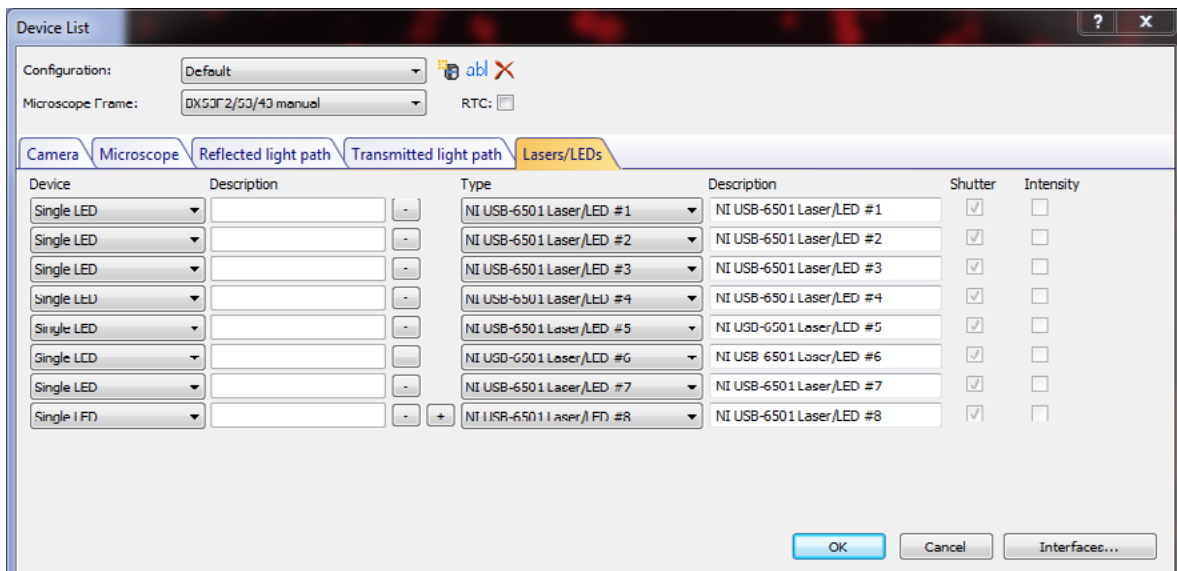 Device List ? X
Configuration: Default abl
Microscope Frame: BX53F2/53/43 manual RTC:
Camera Microscope Reflected light path Transmitted light path Lasers/LEDs
Device Description Type Description Shutter Intensity
Single LED - NI USB-6501 Laser/LED #1 NI USB-6501 Laser/LED #1
Single LED - NI USB-6501 Laser/LED #2 NI USB-6501 Laser/LED #2
Single LED - NI USB-6501 Laser/LED #3 NI USB-6501 Laser/LED #3
Single LED - NI USB-6501 Laser/LED #4 NI USB-6501 Laser/LED #4
Single LED - NI USB-6501 Laser/LED #5 NI USB-6501 Laser/LED #5
Single LED NI USB-6501 Laser/LED #6 NI USB-6501 Laser/LED #6
Single LED - NI USB-6501 Laser/LED #7 NI USB-6501 Laser/LED #7
Single LED - + NI USB-6501 Laser/LED #8 NI USB-6501 Laser/LED #8
OK Cancel Interfaces...